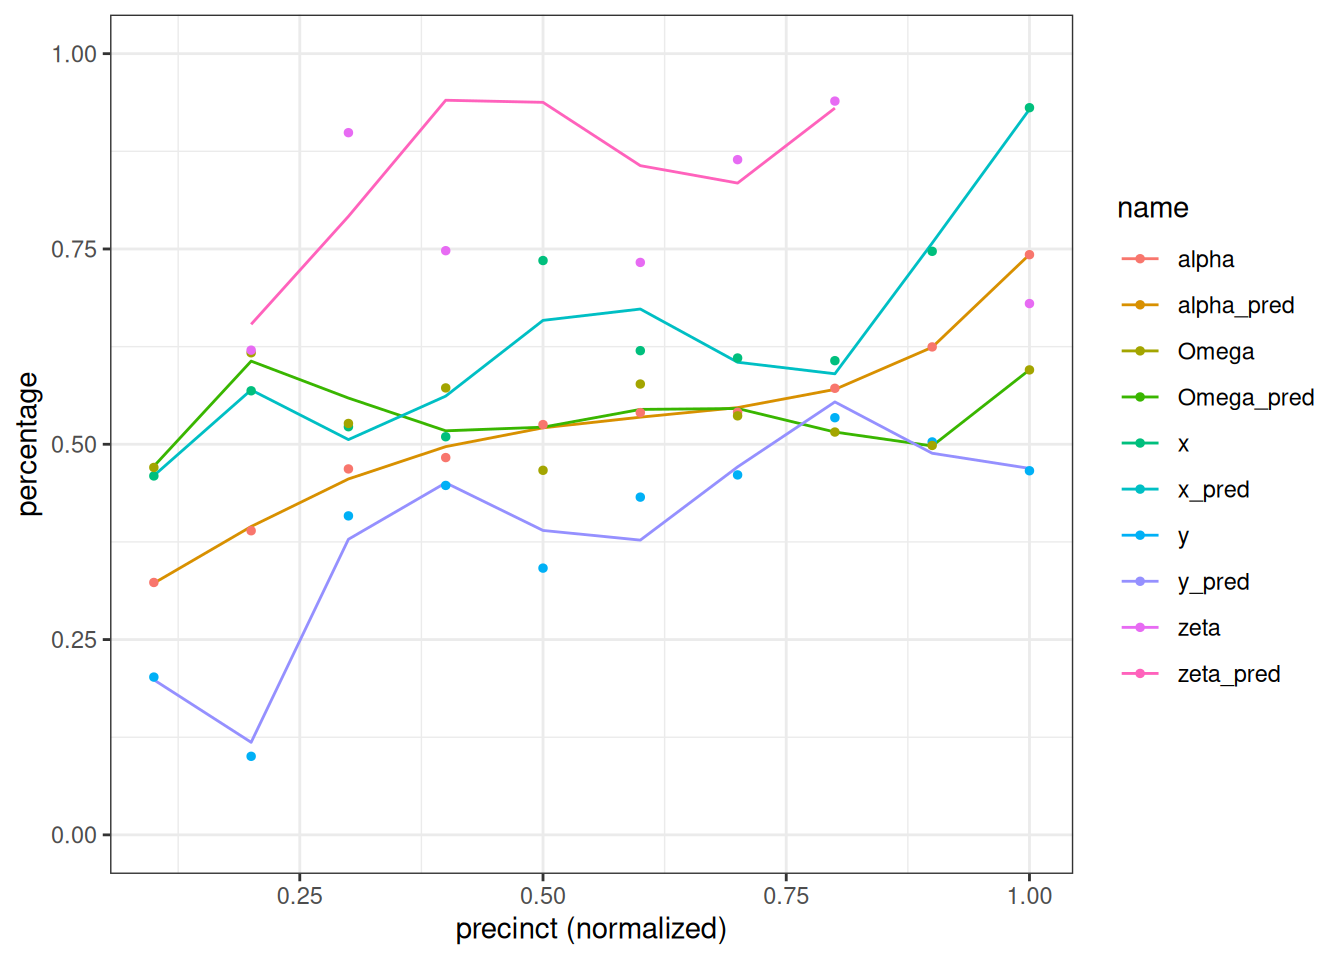 1.00
0.75
0.50
0.25
0.00
percentage
0.25 0.50 0.75 1.00
precinct (normalized)
name
alpha
alpha_pred
Omega
Omega_pred
x
x_pred
y
y_pred
zeta
zeta_pred